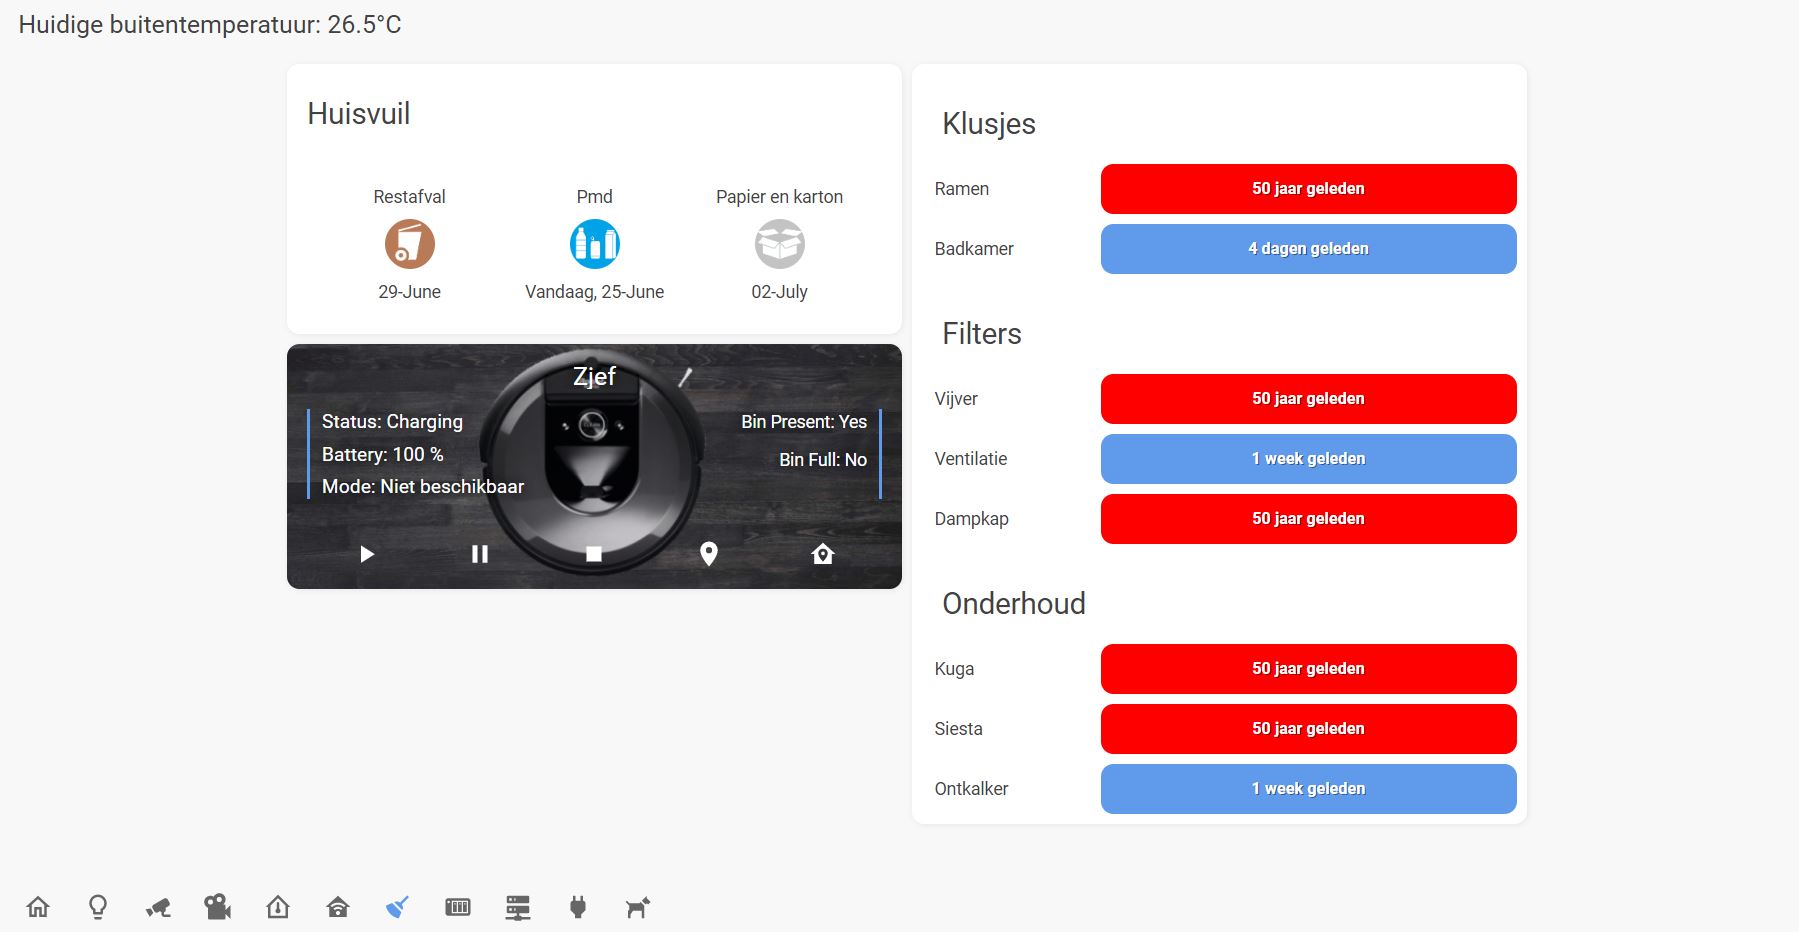 Huidige buitentemperatuur: 26.5°C
Huisvuil
Restafval
Pmd
Papier en karton
29-June
Vandaag, 25-June
02-July
Zjef
Status: Charging
Battery: 100 %
Mode: Niet beschikbaar
Bin Present: Yes
Bin Full: No
Klusjes
Ramen
50 jaar geleden
Badkamer
4 dagen geleden
Filters
Vijver
50 jaar geleden
Ventilatie
1 week geleden
Dampkap
50 jaar geleden
Onderhoud
Kuga
50 jaar geleden
Siesta
50 jaar geleden
Ontkalker
1 week geleden